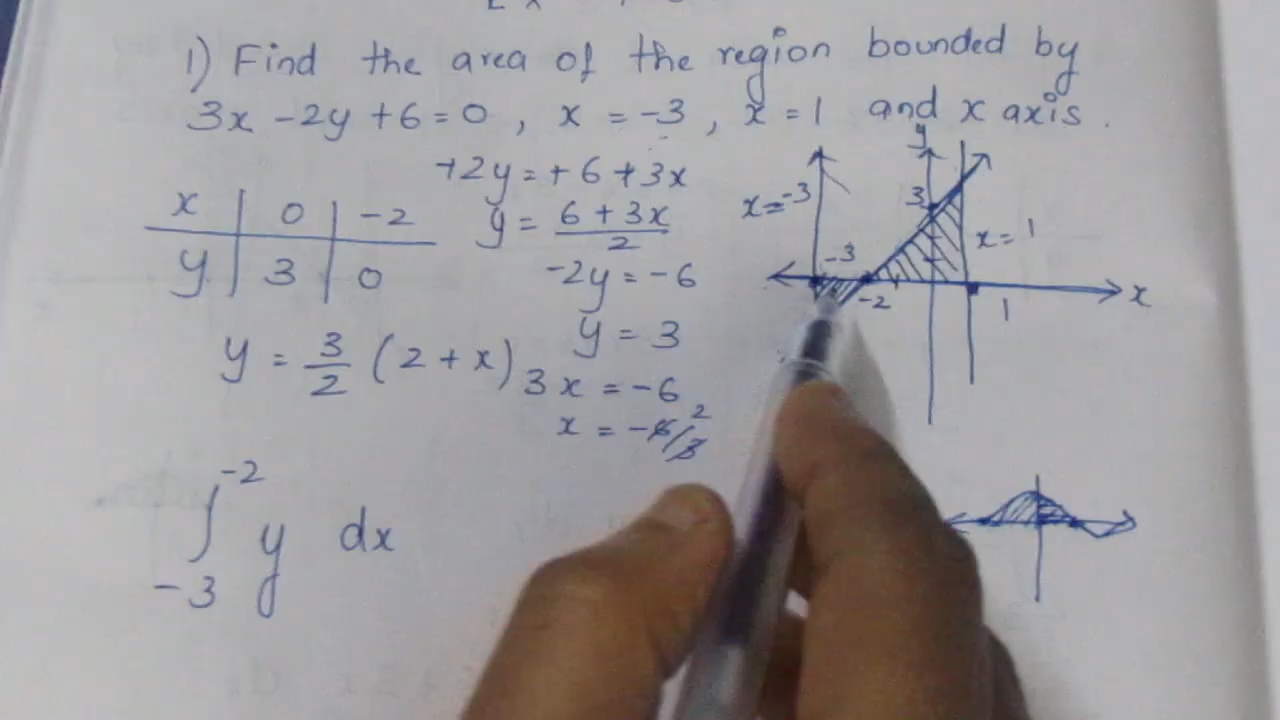 1) Find the area of the region bounded by
3x - 2y + 6 = 0 , x = -3 , x = 1 and x axis .
+2y = + 6 + 3x
x | 0 | -2
y | 3 | 0
y = 6 + 3x / 2
-2y = -6
y = 3
y = 3/2 (2 + x)
3x = -6
x = -6/3 2
∫ -2 -3 y dx
y
x = -3
3
x = 1
-3
-2
1
x